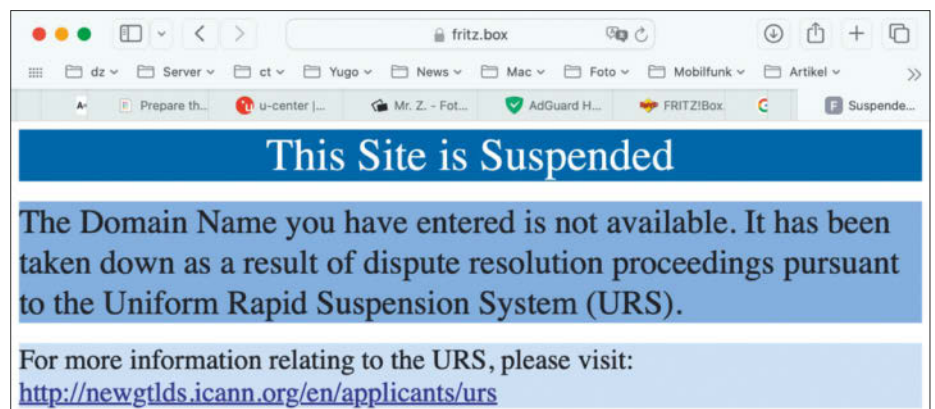 fritz.box
dz Server ct Yugo News Mac Foto Mobilfunk Artikel
Prepare th... u-center |... Mr. Z. - Fot... AdGuard H... FRITZ!Box F Suspende...
This Site is Suspended
The Domain Name you have entered is not available. It has been
taken down as a result of dispute resolution proceedings pursuant
to the Uniform Rapid Suspension System (URS).
For more information relating to the URS, please visit:
http://newgtlds.icann.org/en/applicants/urs